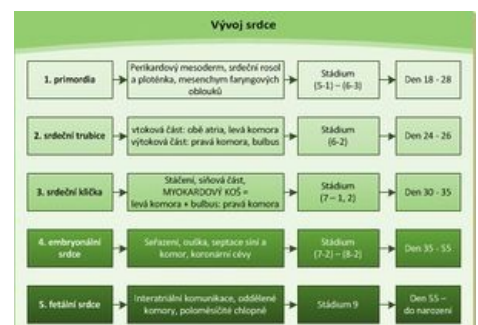 Vývoj srdce
1. primordia
Perikardový mesoderm, srdeční rosol
a ploténka, mesenchym faryngových
oblouků
Stádium
(5-1) – (6-3)
Den 18 - 28
2. srdeční trubice
vtoková část: obě atria, levá komora
výtoková část: pravá komora, bulbus
Stádium
(6-2)
Den 24 - 26
3. srdeční klička
Stáčení, síňová část,
MYOKARDOVÝ KOŠ =
levá komora + bulbus: pravá komora
Stádium
(7 – 1, 2)
Den 30 - 35
4. embryonální
srdce
Seřazení, ouška, septace síní a
komor, koronární cévy
Stádium
(7-2) – (8-2)
Den 35 - 55
5. fetální srdce
Interatriální komunikace, oddělené
komory, poloměsíčité chlopně
Stádium 9
Den 55 –
do narození